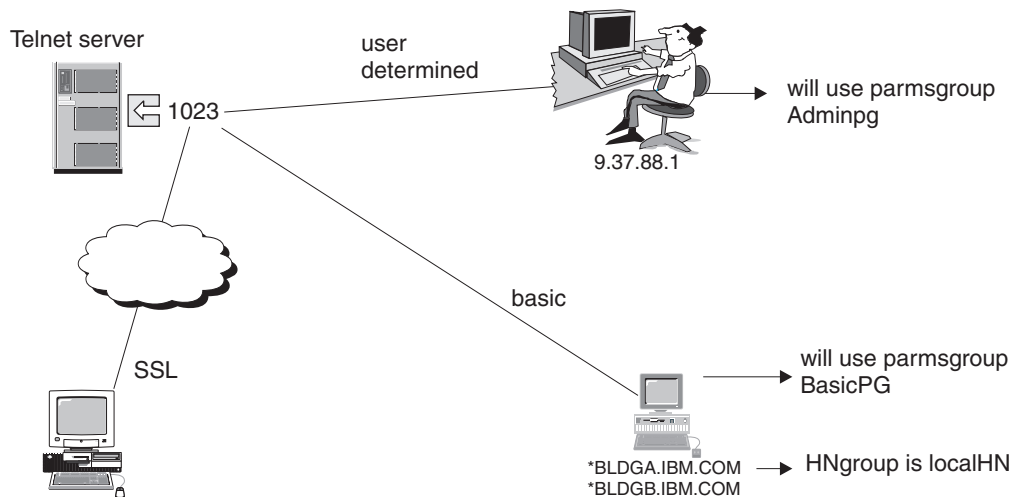 Telnet server
user
determined
1023
will use parmsgroup
Adminpg
9.37.88.1
basic
SSL
will use parmsgroup
BasicPG
*BLDGA.IBM.COM
*BLDGB.IBM.COM
HNgroup is localHN